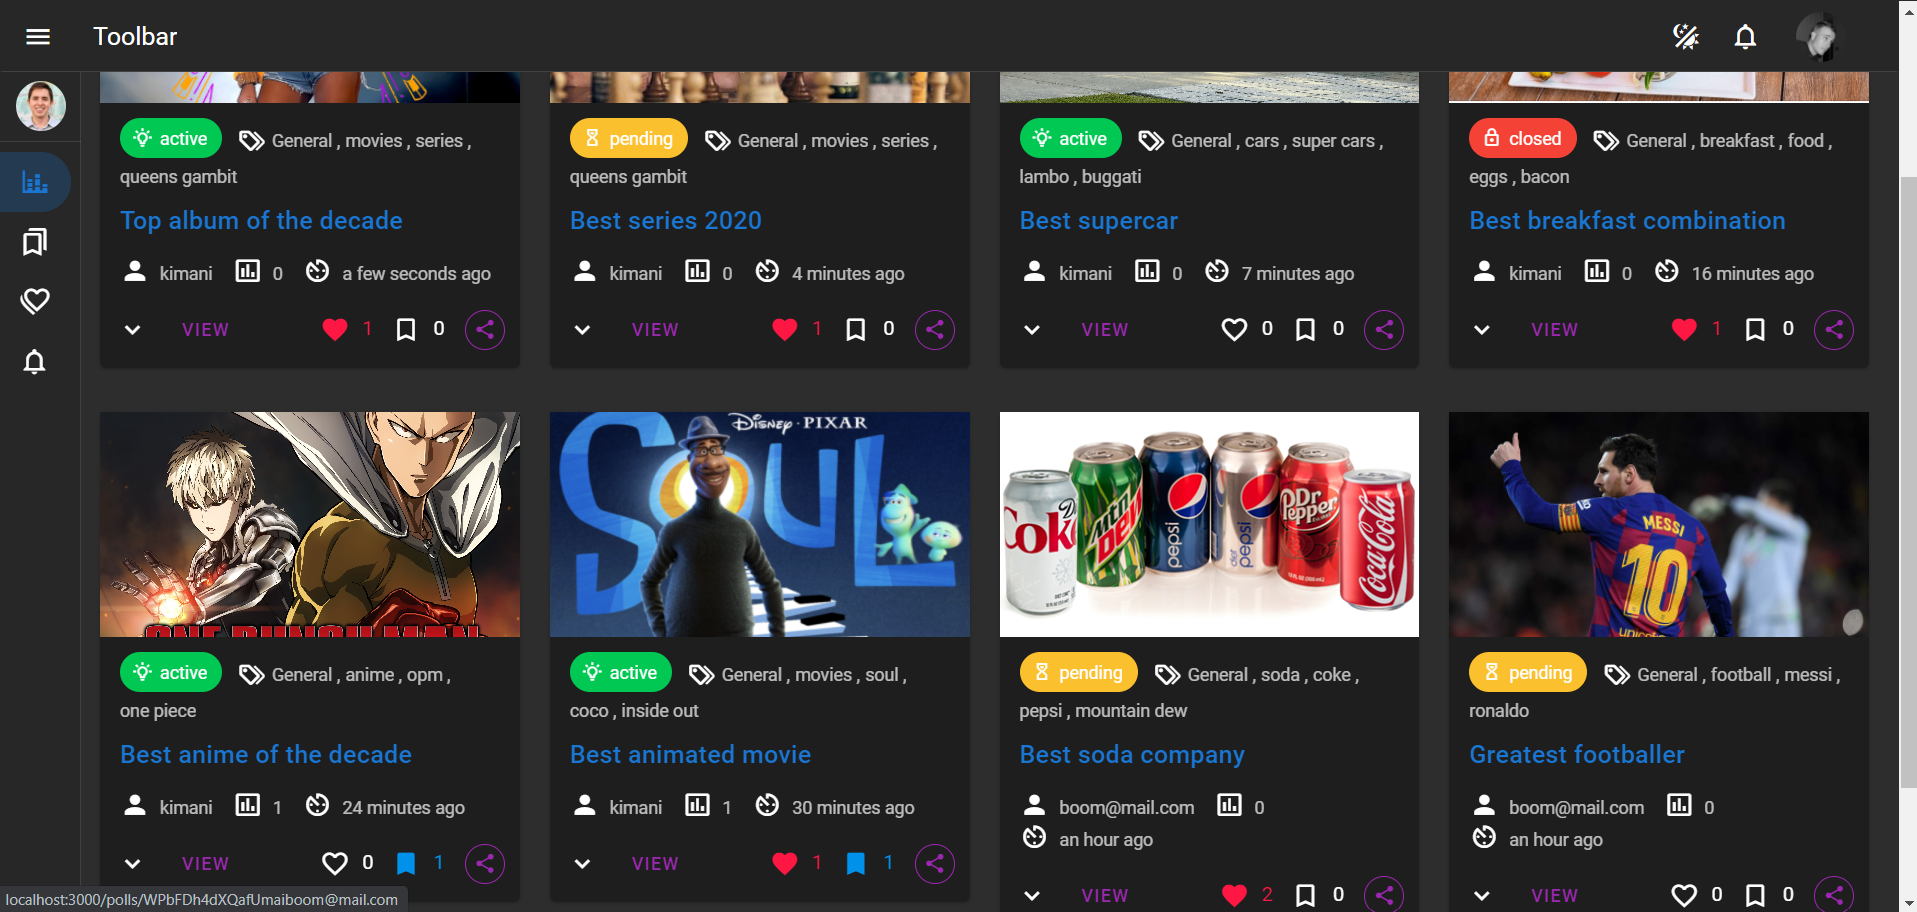 Toolbar
active General , movies , series ,
queens gambit
Top album of the decade
kimani 0 a few seconds ago
VIEW 1 0
pending General , movies , series ,
queens gambit
Best series 2020
kimani 0 4 minutes ago
VIEW 1 0
active General , cars , super cars ,
lambo , buggati
Best supercar
kimani 0 7 minutes ago
VIEW 0 0
closed General , breakfast , food ,
eggs , bacon
Best breakfast combination
kimani 0 16 minutes ago
VIEW 1 0
ONE PUNCH MAN
active General , anime , opm ,
one piece
Best anime of the decade
kimani 1 24 minutes ago
VIEW 0 1
Disney · PIXAR
SOUL
active General , movies , soul ,
coco , inside out
Best animated movie
kimani 1 30 minutes ago
VIEW 1 1
Coke
Mtn Dew
pepsi
diet pepsi
Dr Pepper
Coca-Cola
pending General , soda , coke ,
pepsi , mountain dew
Best soda company
boom@mail.com 0
an hour ago
VIEW 2 0
MESSI
10
unicef
pending General , football , messi ,
ronaldo
Greatest footballer
boom@mail.com 0
an hour ago
VIEW 0 0
localhost:3000/polls/WPbFDh4dXQafUmaiboom@mail.com